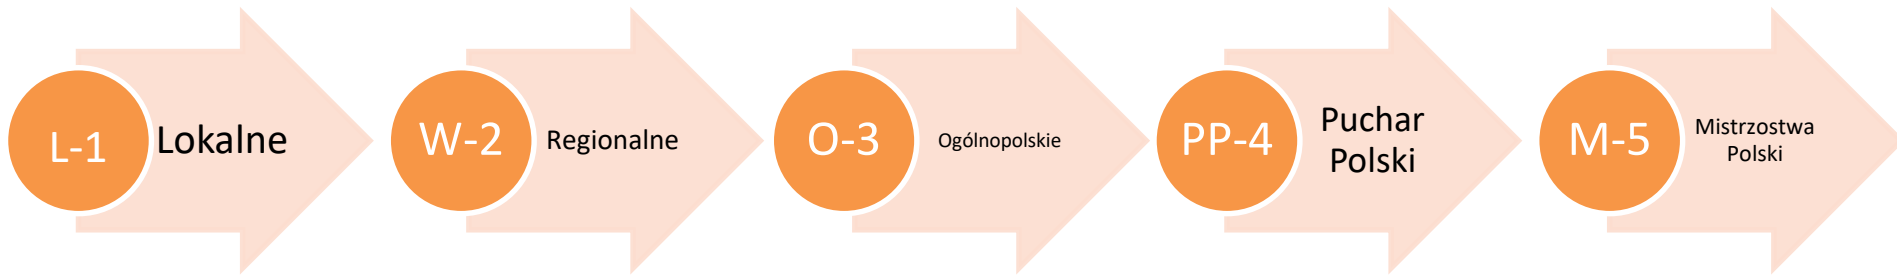 L-1
Lokalne
W-2
Regionalne
O-3
Ogólnopolskie
PP-4
Puchar
Polski
M-5
Mistrzostwa
Polski